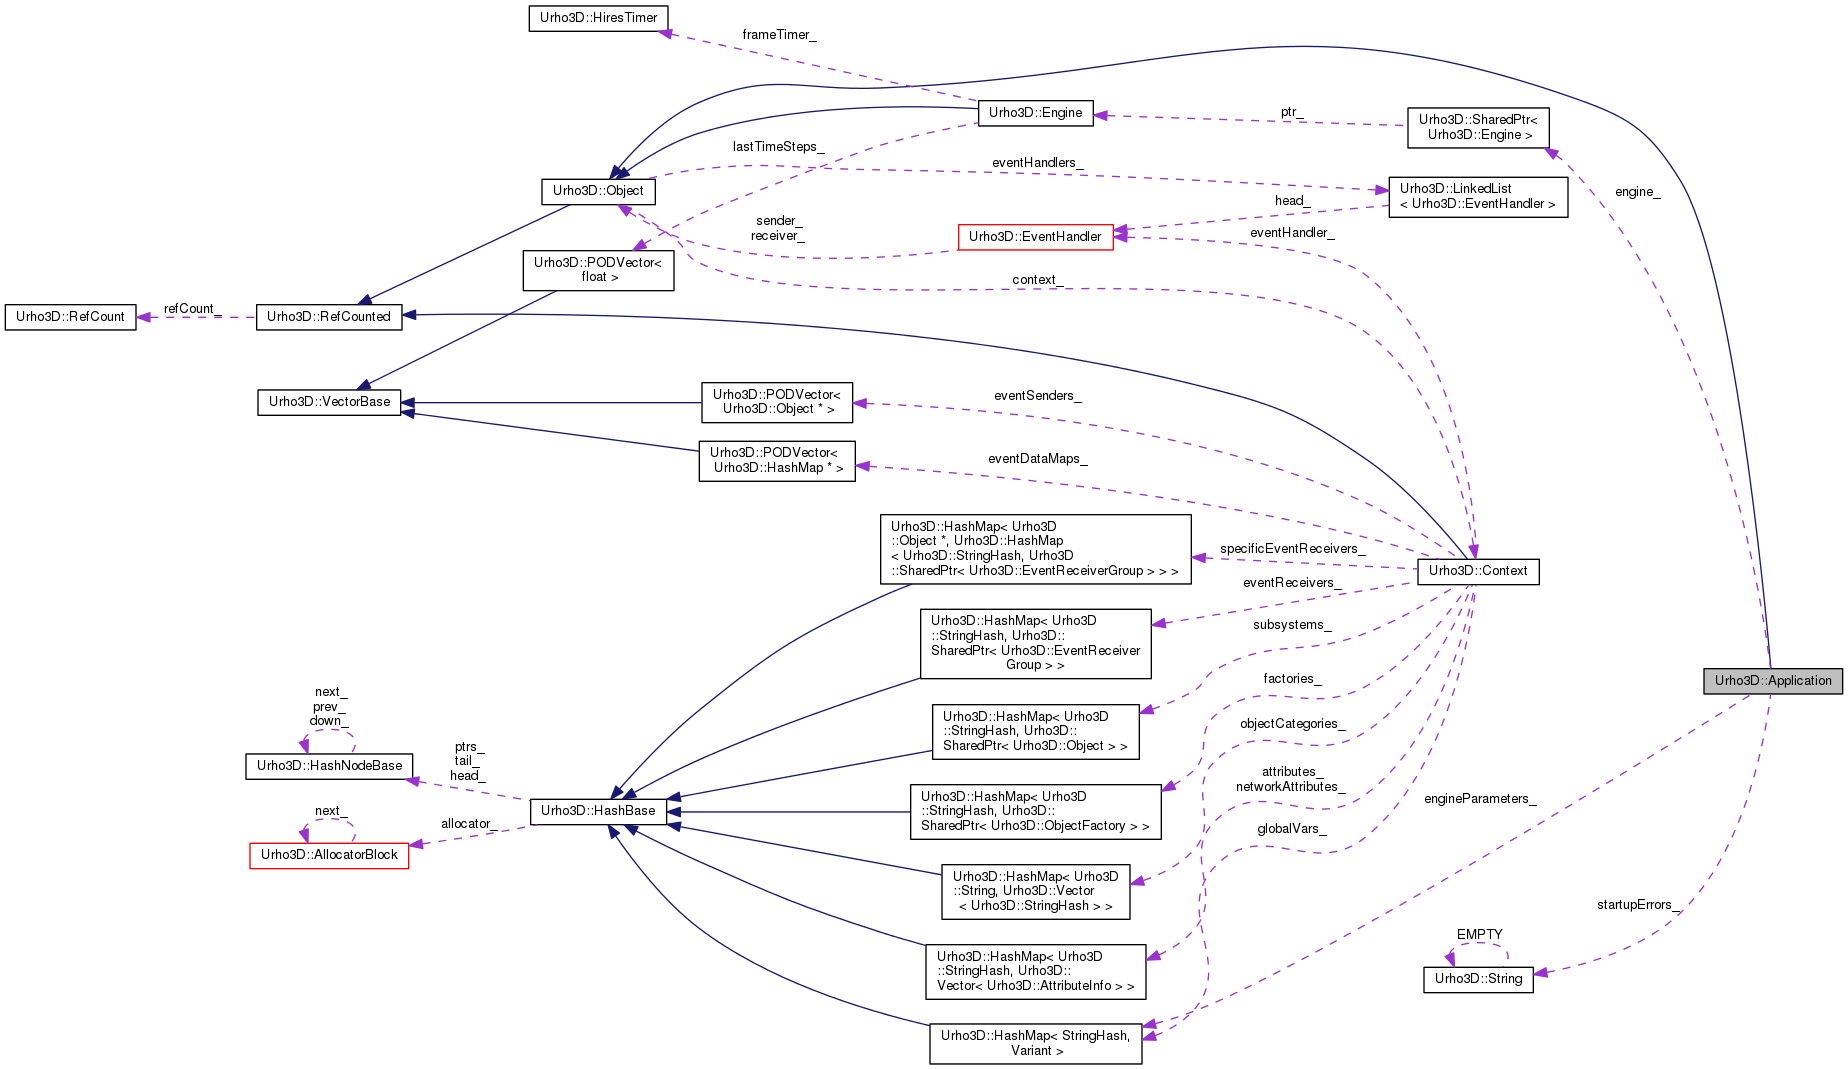 Urho3D::HiresTimer
frameTimer_
Urho3D::Engine
ptr_
Urho3D::SharedPtr<
Urho3D::Engine >
lastTimeSteps_
eventHandlers_
Urho3D::Object
Urho3D::LinkedList
< Urho3D::EventHandler >
engine_
head_
sender_
receiver_
Urho3D::EventHandler
eventHandler_
Urho3D::PODVector<
float >
context_
Urho3D::RefCount
refCount_
Urho3D::RefCounted
Urho3D::VectorBase
Urho3D::PODVector<
Urho3D::Object * >
eventSenders_
Urho3D::PODVector<
Urho3D::HashMap * >
eventDataMaps_
Urho3D::HashMap< Urho3D
::Object *, Urho3D::HashMap
< Urho3D::StringHash, Urho3D
::SharedPtr< Urho3D::EventReceiverGroup > > >
specificEventReceivers_
Urho3D::Context
eventReceivers_
Urho3D::HashMap< Urho3D
::StringHash, Urho3D::
SharedPtr< Urho3D::EventReceiver
Group > >
subsystems_
factories_
Urho3D::Application
next_
prev_
down_
Urho3D::HashMap< Urho3D
::StringHash, Urho3D::
SharedPtr< Urho3D::Object > >
objectCategories_
Urho3D::HashNodeBase
ptrs_
tail_
head_
attributes_
networkAttributes_
engineParameters_
Urho3D::HashBase
Urho3D::HashMap< Urho3D
::StringHash, Urho3D::
SharedPtr< Urho3D::ObjectFactory > >
next_
allocator_
globalVars_
Urho3D::AllocatorBlock
Urho3D::HashMap< Urho3D
::String, Urho3D::Vector
< Urho3D::StringHash > >
startupErrors_
EMPTY
Urho3D::HashMap< Urho3D
::StringHash, Urho3D::
Vector< Urho3D::AttributeInfo > >
Urho3D::String
Urho3D::HashMap< StringHash,
Variant >